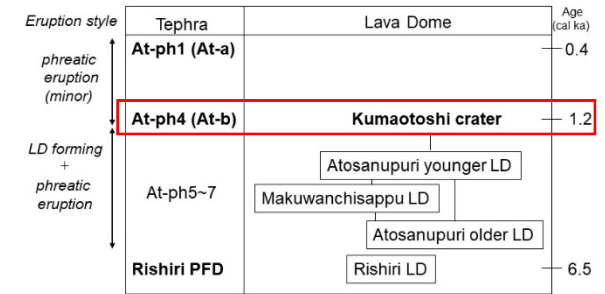 Eruption style
Tephra
Lava Dome
Age
(cal ka)
At-ph1 (At-a)
0.4
phreatic
eruption
(minor)
At-ph4 (At-b)
Kumaotoshi crater
1.2
LD forming
+
phreatic
eruption
Atosanupuri younger LD
At-ph5~7
Makuwanchisappu LD
Atosanupuri older LD
Rishiri PFD
Rishiri LD
6.5